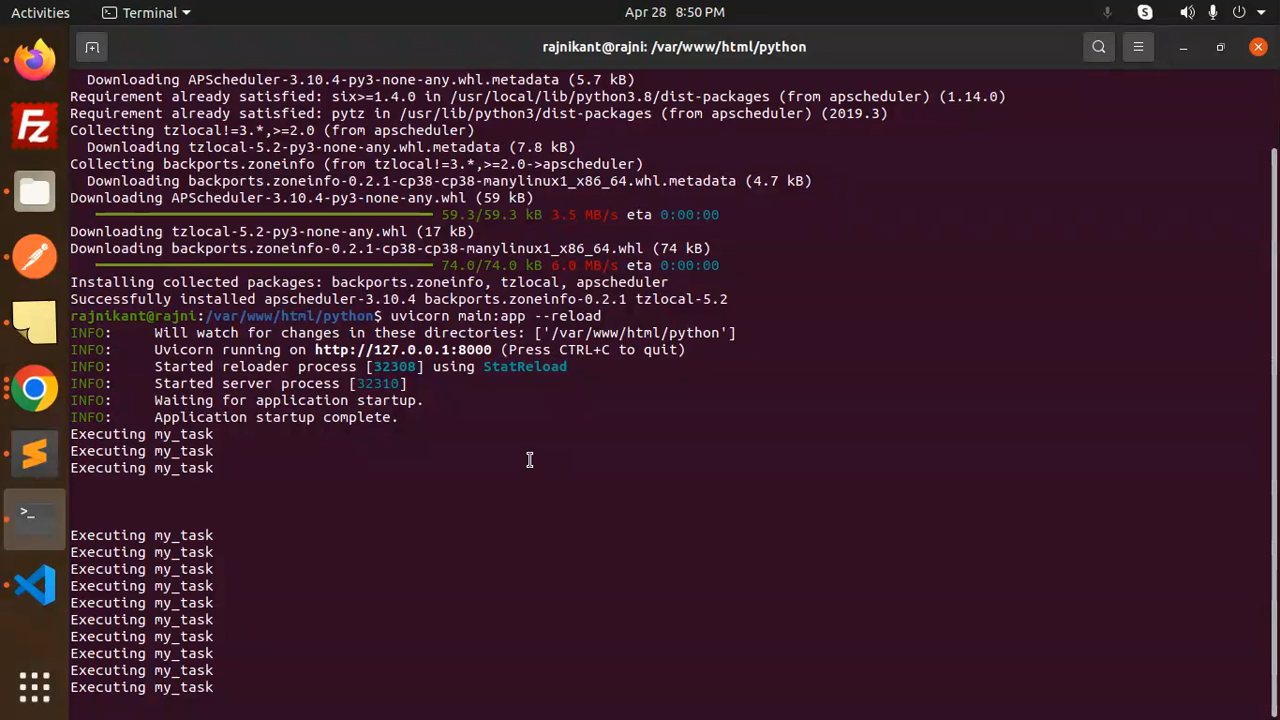 Activities
Terminal
Apr 28 8:50 PM
rajnikant@rajni: /var/www/html/python
Downloading APScheduler-3.10.4-py3-none-any.whl.metadata (5.7 kB)
Requirement already satisfied: six>=1.4.0 in /usr/local/lib/python3.8/dist-packages (from apscheduler) (1.14.0)
Requirement already satisfied: pytz in /usr/lib/python3/dist-packages (from apscheduler) (2019.3)
Collecting tzlocal!=3.*,>=2.0 (from apscheduler)
Downloading tzlocal-5.2-py3-none-any.whl.metadata (7.8 kB)
Collecting backports.zoneinfo (from tzlocal!=3.*,>=2.0->apscheduler)
Downloading backports.zoneinfo-0.2.1-cp38-cp38-manylinux1_x86_64.whl.metadata (4.7 kB)
Downloading APScheduler-3.10.4-py3-none-any.whl (59 kB)
59.3/59.3 kB 3.5 MB/s eta 0:00:00
Downloading tzlocal-5.2-py3-none-any.whl (17 kB)
Downloading backports.zoneinfo-0.2.1-cp38-cp38-manylinux1_x86_64.whl (74 kB)
74.0/74.0 kB 6.0 MB/s eta 0:00:00
Installing collected packages: backports.zoneinfo, tzlocal, apscheduler
Successfully installed apscheduler-3.10.4 backports.zoneinfo-0.2.1 tzlocal-5.2
rajnikant@rajni:/var/www/html/python$ uvicorn main:app --reload
INFO: Will watch for changes in these directories: ['/var/www/html/python']
INFO: Uvicorn running on http://127.0.0.1:8000 (Press CTRL+C to quit)
INFO: Started reloader process [32308] using StatReload
INFO: Started server process [32310]
INFO: Waiting for application startup.
INFO: Application startup complete.
Executing my_task
Executing my_task
Executing my_task
Executing my_task
Executing my_task
Executing my_task
Executing my_task
Executing my_task
Executing my_task
Executing my_task
Executing my_task
Executing my_task
Executing my_task